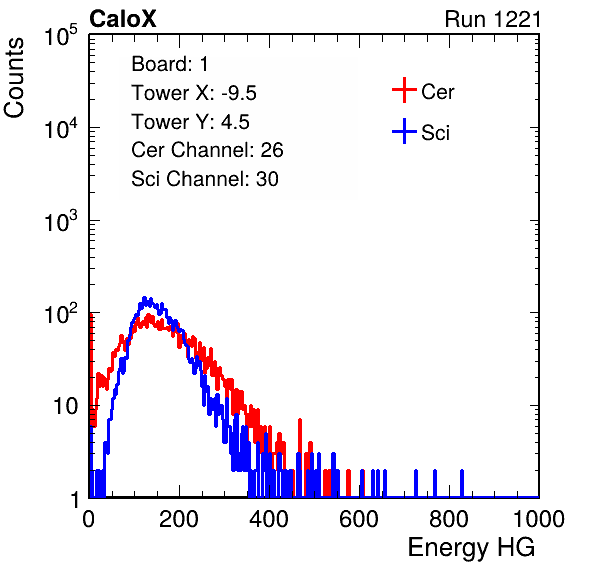 CaloX Run 1221
10^5
Counts
Board: 1
Tower X: -9.5
Tower Y: 4.5
Cer Channel: 26
Sci Channel: 30
Cer
Sci
10^4
10^3
10^2
10
1
0 200 400 600 800 1000
Energy HG